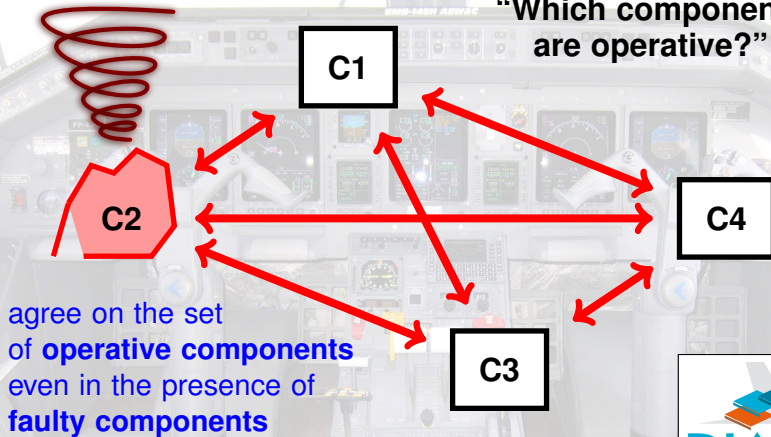 “Which componen
are operative?”
C1
C2
C4
C3
agree on the set
of operative components
even in the presence of
faulty components